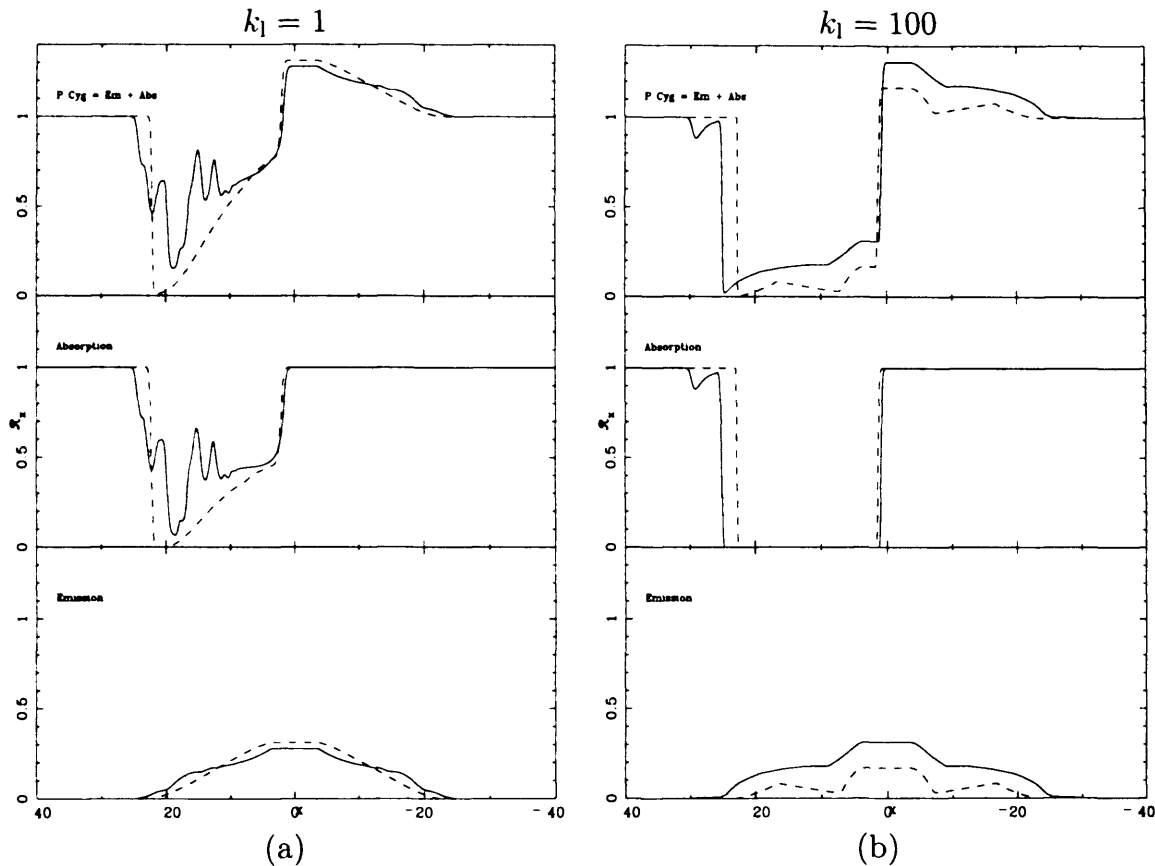 k_l = 1
k_l = 100
P Cyg = Em + Abs
1
0.5
0
Absorption
1
0.5
0
ℛ_x
Emission
1
0.5
0
40
20
0
x
-20
-40
(a)
P Cyg = Em + Abs
1
0.5
0
Absorption
1
0.5
0
ℛ_x
Emission
1
0.5
0
40
20
0
x
-20
-40
(b)